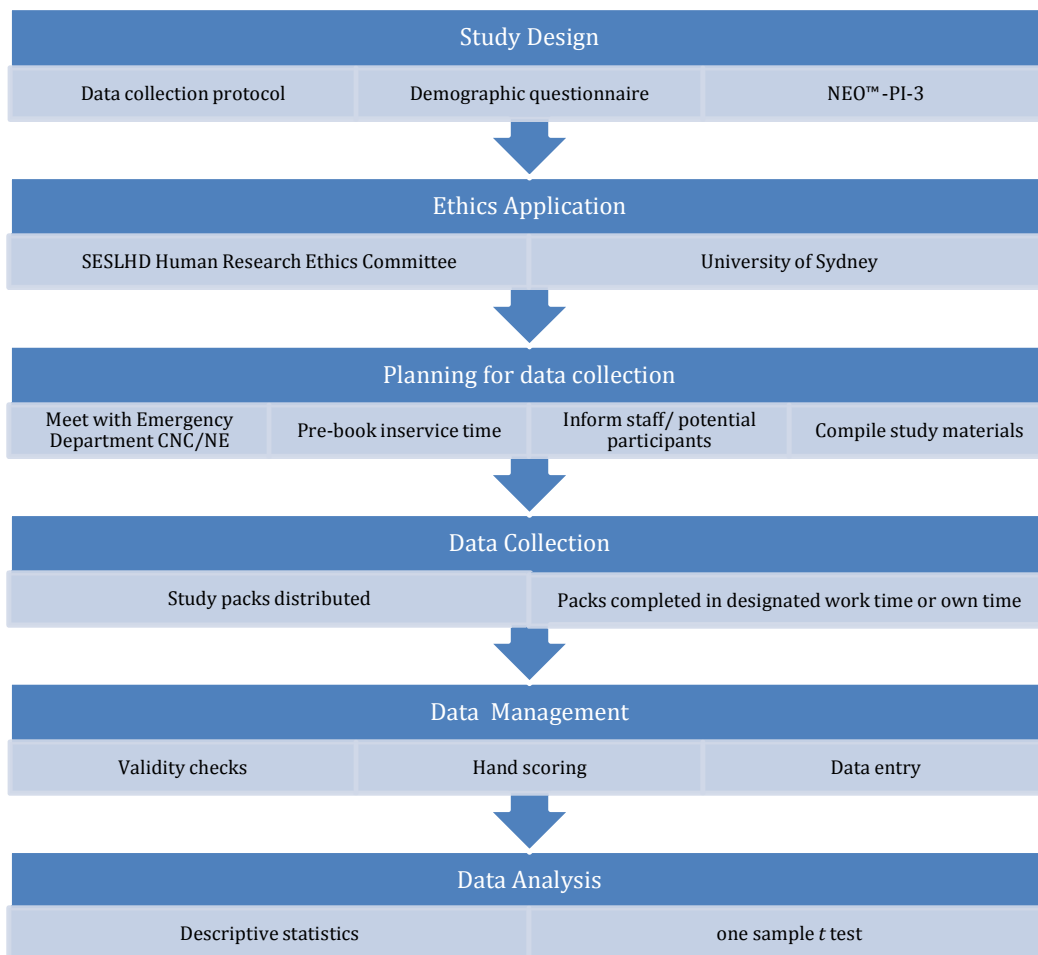 Study Design
Data collection protocol
Demographic questionnaire
NEO™-PI-3
Ethics Application
SESLHD Human Research Ethics Committee
University of Sydney
Planning for data collection
Meet with Emergency
Department CNC/NE
Pre-book inservice time
Inform staff/ potential
participants
Compile study materials
Data Collection
Study packs distributed
Packs completed in designated work time or own time
Data Management
Validity checks
Hand scoring
Data entry
Data Analysis
Descriptive statistics
one sample t test